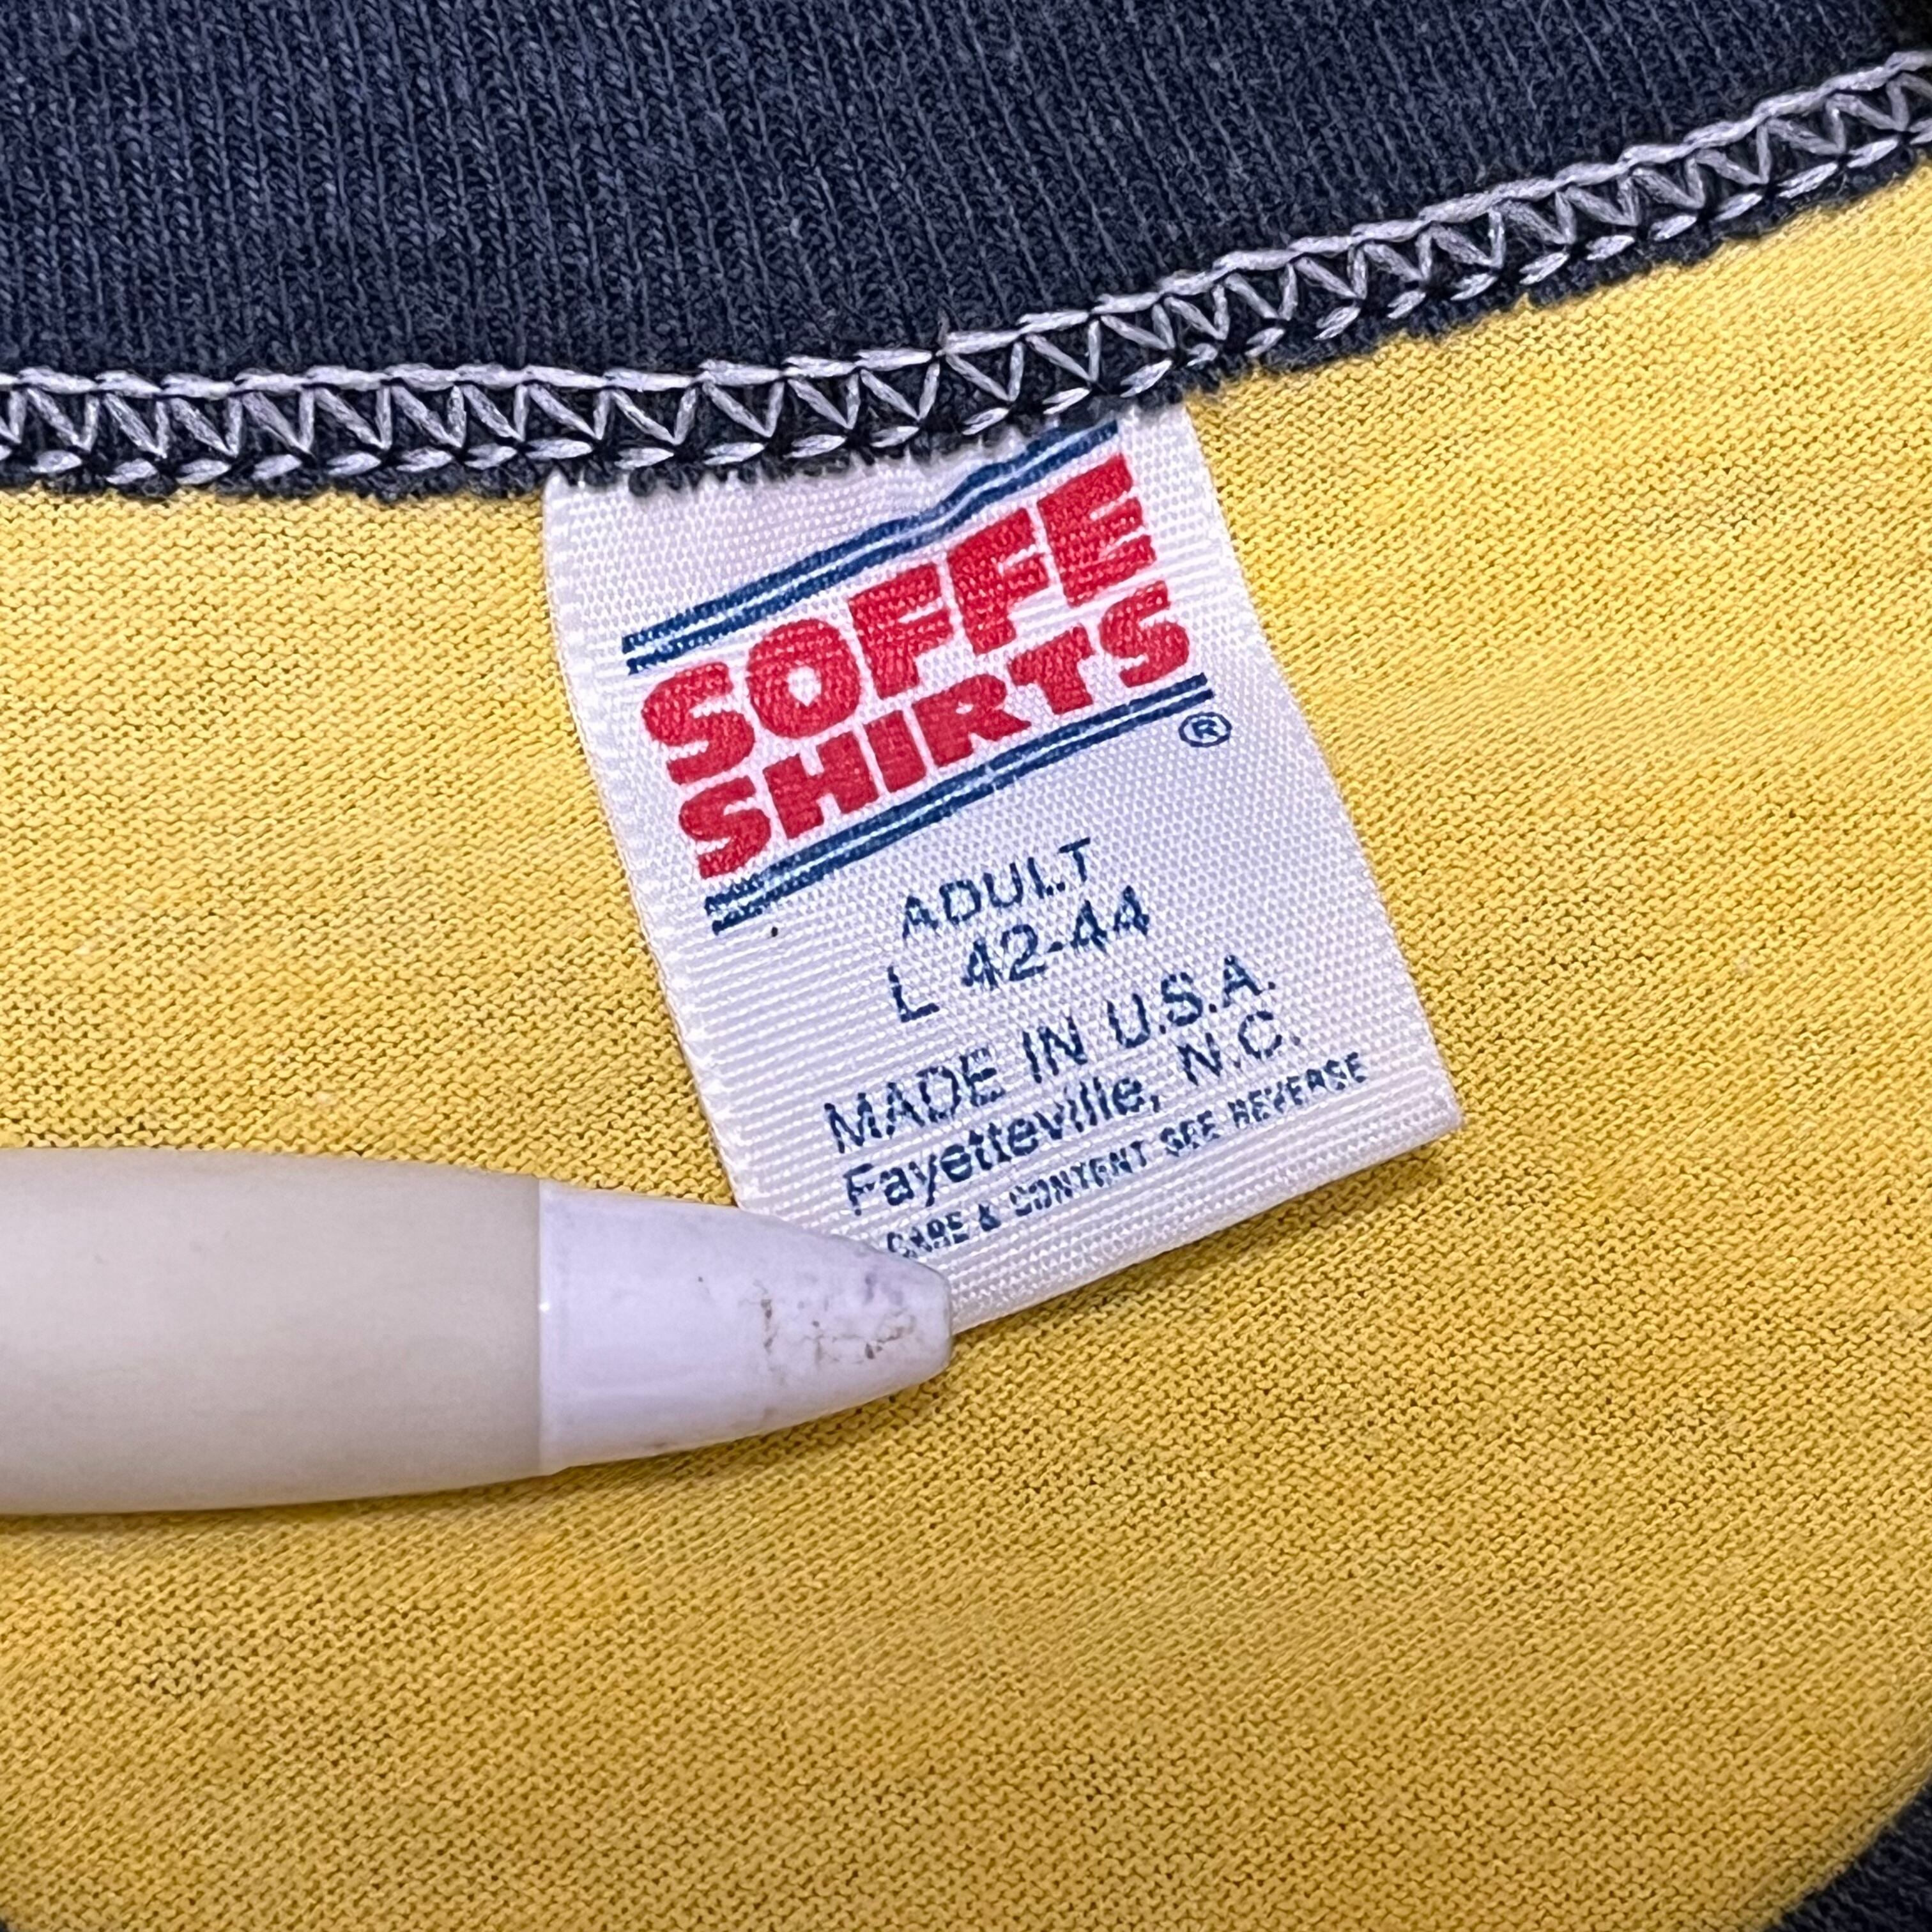 SOFFE
SHIRTS
®
ADULT
L 42-44
MADE IN U.S.A.
Fayetteville, N.C.
CARE & CONTENT SEE REVERSE